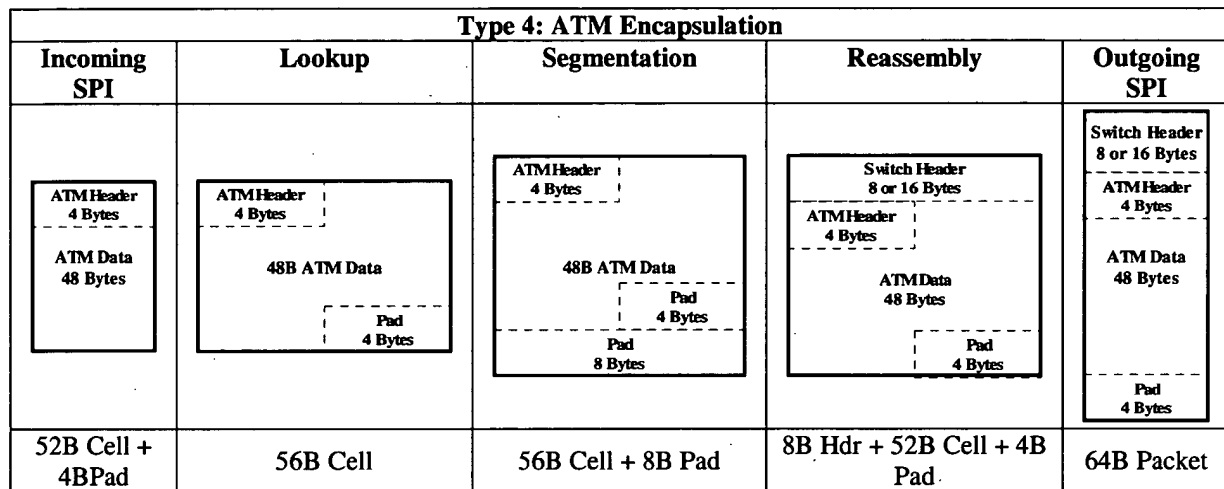 Type 4: ATM Encapsulation
Incoming
SPI
Lookup
Segmentation
Reassembly
Outgoing
SPI
ATM Header
4 Bytes
ATM Data
48 Bytes
ATM Header
4 Bytes
48B ATM Data
Pad
4 Bytes
ATM Header
4 Bytes
48B ATM Data
Pad
4 Bytes
Pad
8 Bytes
Switch Header
8 or 16 Bytes
ATM Header
4 Bytes
ATM Data
48 Bytes
Pad
4 Bytes
Switch Header
8 or 16 Bytes
ATM Header
4 Bytes
ATM Data
48 Bytes
Pad
4 Bytes
52B Cell +
4BPad
56B Cell
56B Cell + 8B Pad
8B Hdr + 52B Cell + 4B
Pad
64B Packet